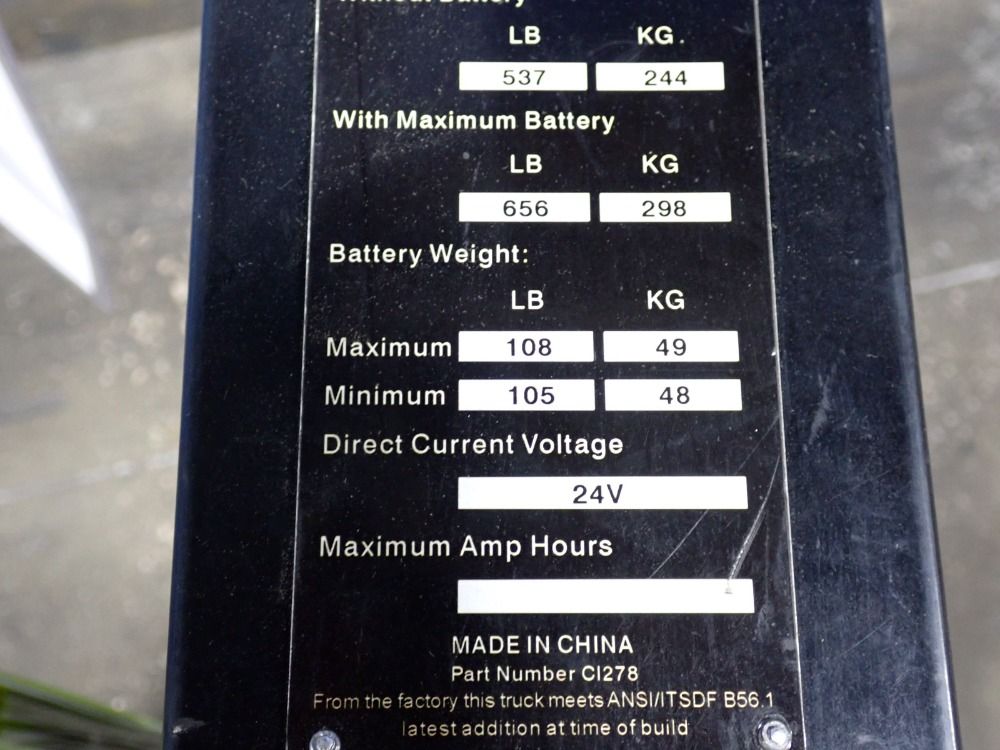 Without Battery
LB KG.
537 244
With Maximum Battery
LB KG
656 298
Battery Weight:
LB KG
Maximum 108 49
Minimum 105 48
Direct Current Voltage
24V
Maximum Amp Hours
MADE IN CHINA
Part Number CI278
From the factory this truck meets ANSI/ITSDF B56.1
latest addition at time of build